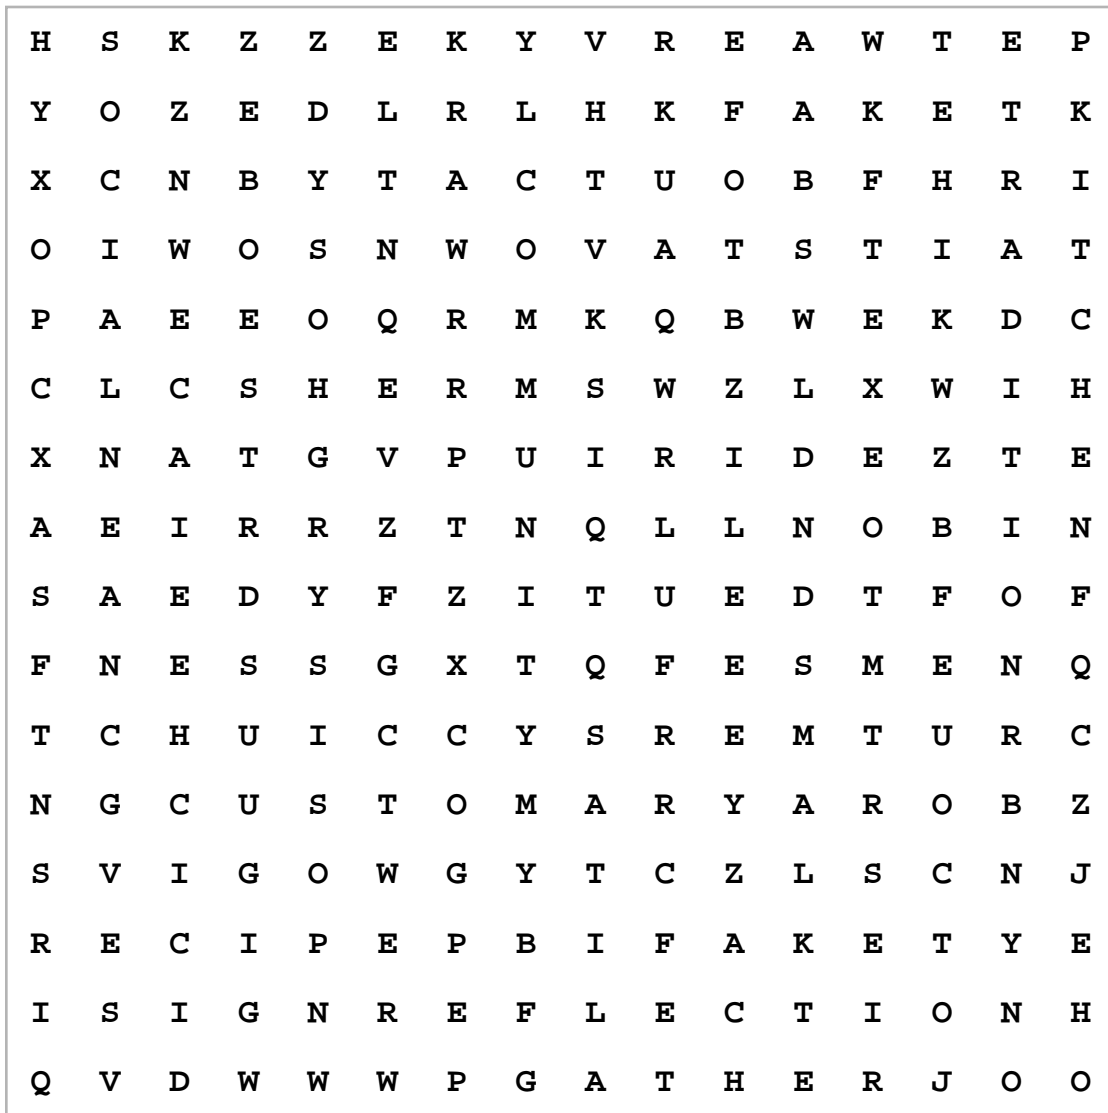 H S K Z Z E K Y V R E A W T E P
Y O Z E D L R L H K F A K E T K
X C N B Y T A C T U O B F H R I
O I W O S N W O V A T S T I A T
P A E E O Q R M K Q B W E K D C
C L C S H E R M S W Z L X W I H
X N A T G V P U I R I D E Z T E
A E I R R Z T N Q L L N O B I N
S A E D Y F Z I T U E D T F O F
F N E S S G X T Q F E S M E N Q
T C H U I C C Y S R E M T U R C
N G C U S T O M A R Y A R O B Z
S V I G O W G Y T C Z L S C N J
R E C I P E P B I F A K E T Y E
I S I G N R E F L E C T I O N H
Q V D W W W P G A T H E R J O O